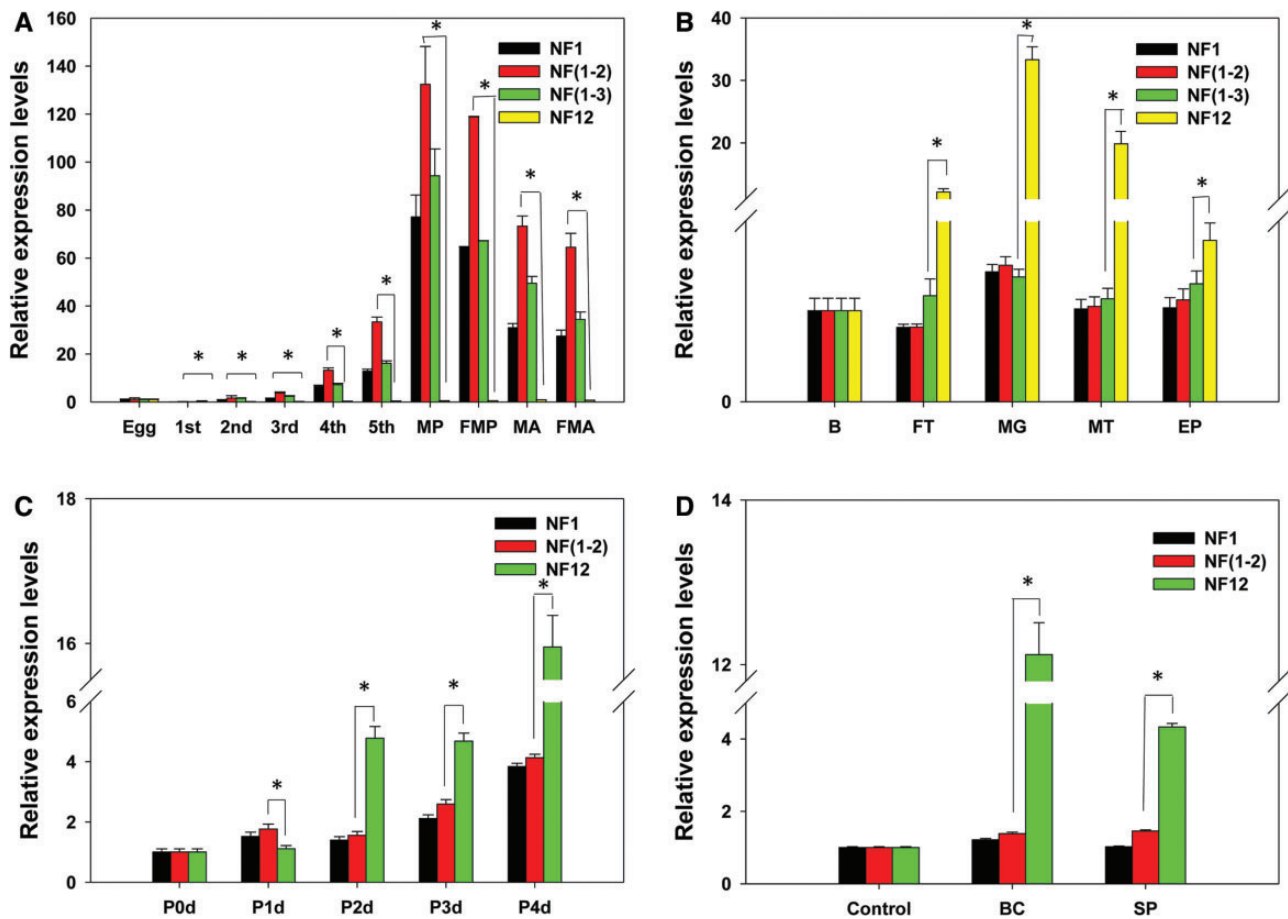 A
Relative expression levels
160
140
120
100
80
60
40
20
0
* * * * * * * * *
NF1
NF(1-2)
NF(1-3)
NF12
Egg 1st 2nd 3rd 4th 5th MP FMP MA FMA
B
Relative expression levels
40
30
20
0
* * * *
NF1
NF(1-2)
NF(1-3)
NF12
B FT MG MT EP
C
Relative expression levels
18
16
6
4
2
0
* * * *
NF1
NF(1-2)
NF12
P0d P1d P2d P3d P4d
D
Relative expression levels
14
12
4
2
0
* *
NF1
NF(1-2)
NF12
Control BC SP